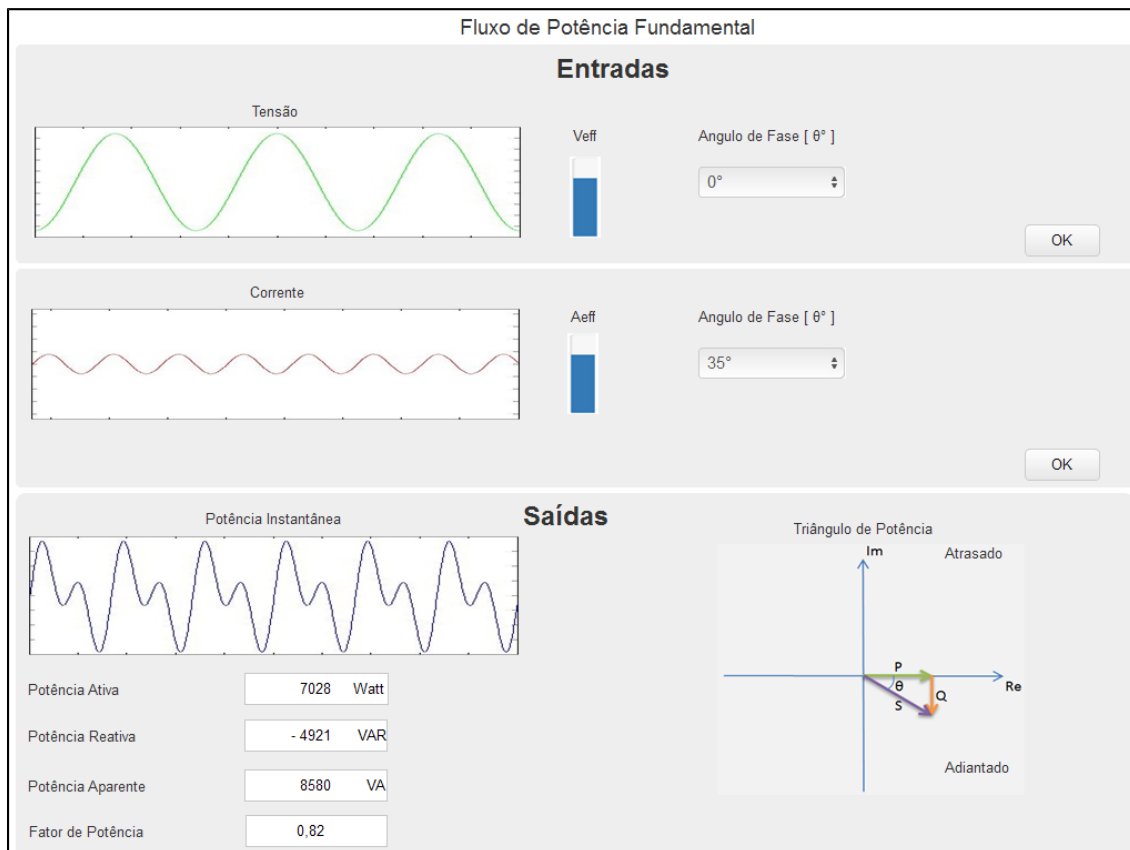 Fluxo de Potência Fundamental
Entradas
Tensão
Veff
Angulo de Fase [ θ° ]
0°
OK
Corrente
Aeff
Angulo de Fase [ θ° ]
35°
OK
Saídas
Potência Instantânea
Triângulo de Potência
Im
Atrasado
P
θ
S
Q
Re
Adiantado
Potência Ativa 7028 Watt
Potência Reativa - 4921 VAR
Potência Aparente 8580 VA
Fator de Potência 0,82